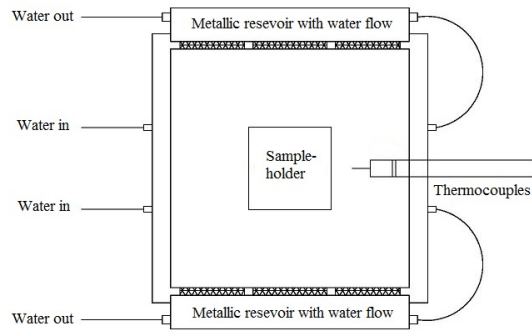 Water out
Metallic resevoir with water flow
Water in
Sample-
holder
Water in
Thermocouples
Metallic resevoir with water flow
Water out